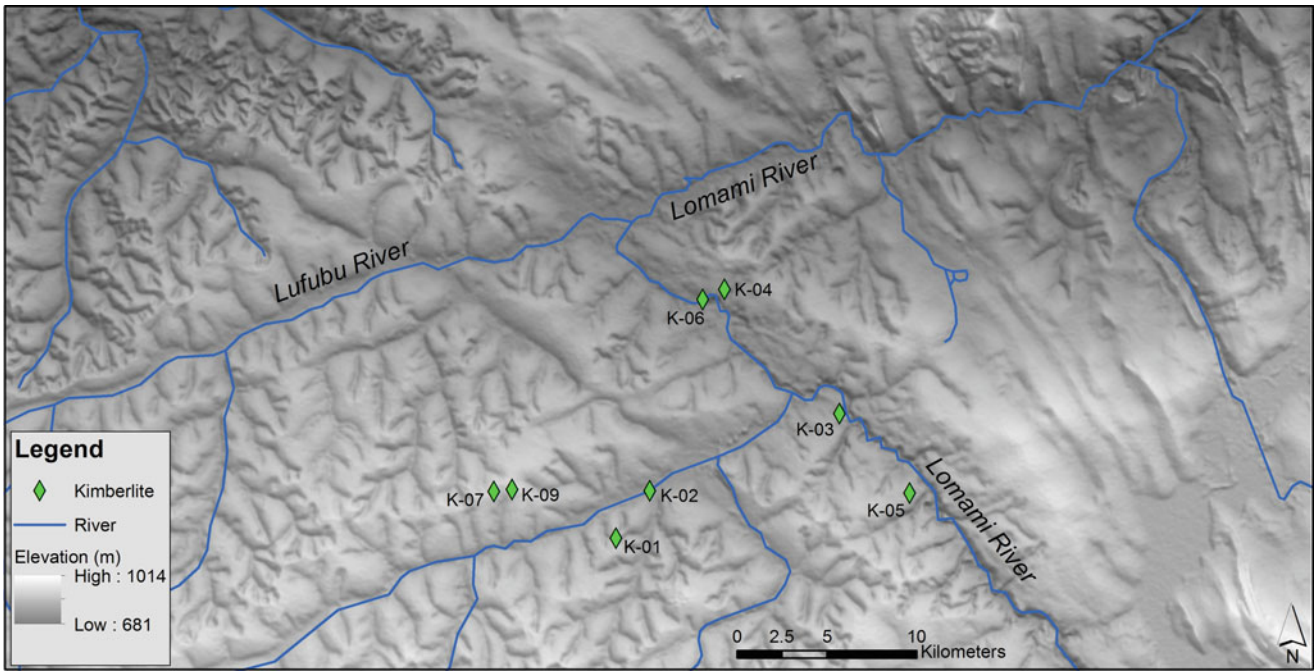 Lomami River
Lufubu River
K-04
K-06
K-03
K-07
K-09
K-02
K-05
K-01
Lomami River
Legend
Kimberlite
River
Elevation (m)
High : 1014
Low : 681
0 2.5 5 10
Kilometers
N